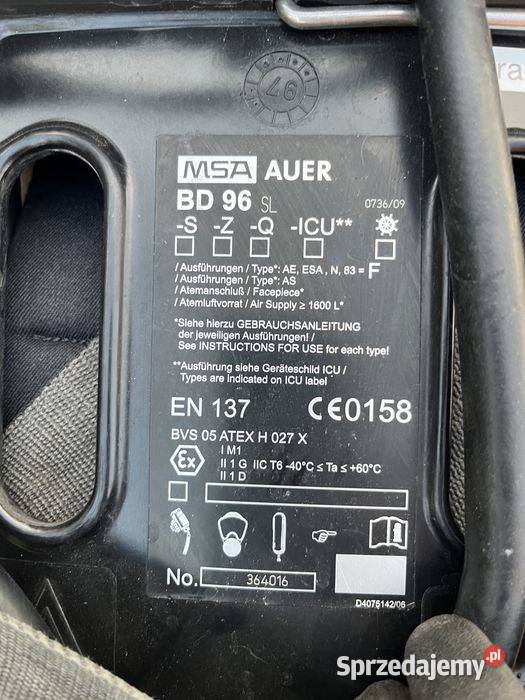 ra
97
MSA AUER
BD 96 SL 0736/09
-S -Z -Q -ICU**
/Ausführungen / Type*: AE, ESA , N, 83 = F
/Ausführungen / Type*: AS
/Atemanschluß / Facepiece*
/Atemluftvorrat / Air Supply ≥ 1600 L*
*Siehe hierzu GEBRAUCHSANLEITUNG
der jeweiligen Ausführungen!
See INSTRUCTIONS FOR USE for each type!
**Ausführung siehe Geräteschild ICU /
Types are indicated on ICU label
EN 137 CE0158
BVS 05 ATEX H 027 X
Ex I M1
II 1 G IIC T6 -40°C ≤ Ta ≤ +60°C
II 1 D
No. 364016
D4075142/06
Sprzedajemy.pl